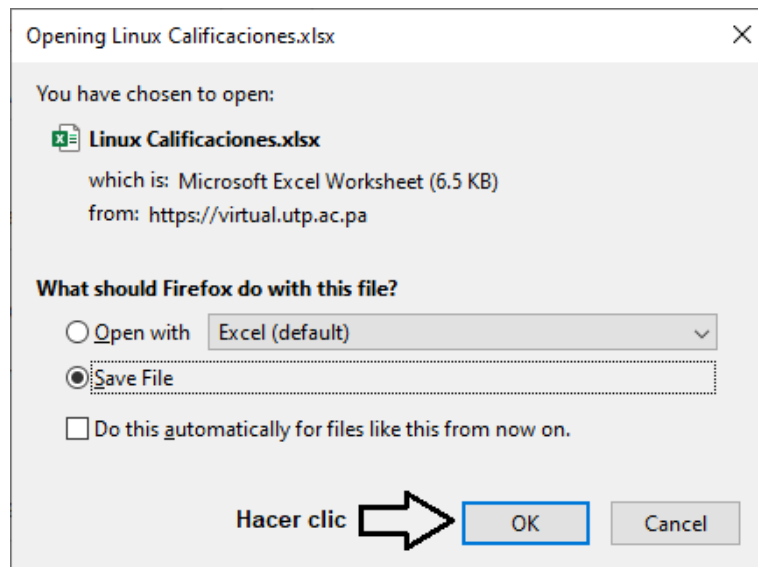 Opening Linux Calificaciones.xlsx
You have chosen to open:
Linux Calificaciones.xlsx
which is: Microsoft Excel Worksheet (6.5 KB)
from: https://virtual.utp.ac.pa
What should Firefox do with this file?
Open with Excel (default)
Save File
Do this automatically for files like this from now on.
Hacer clic OK Cancel